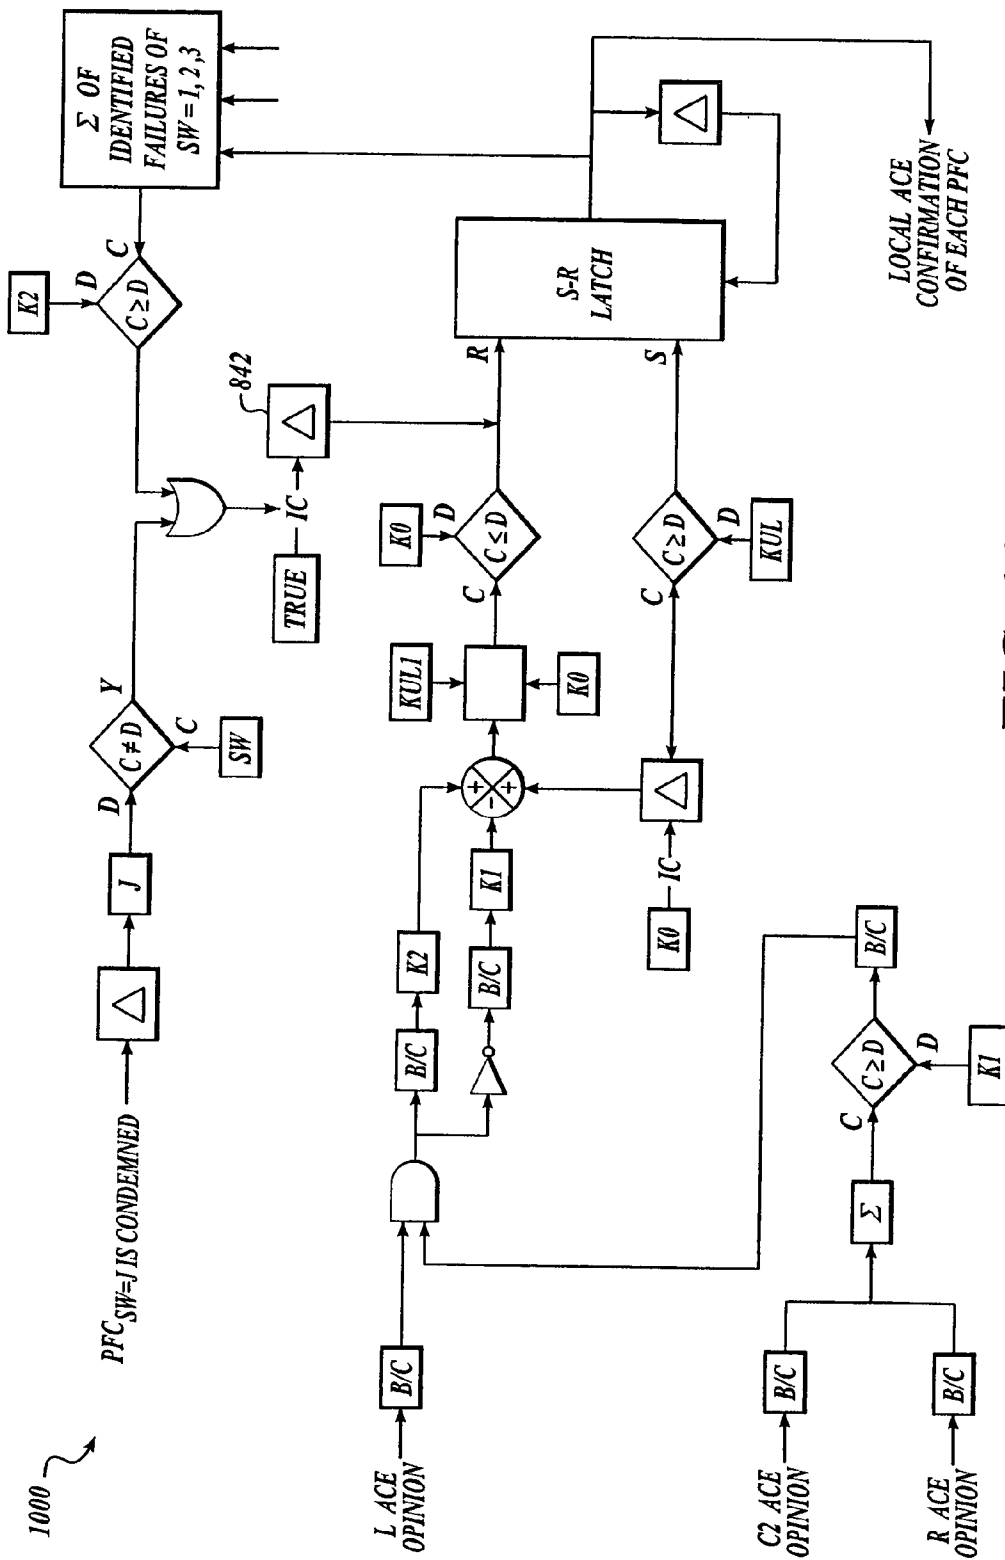 1000
PFC SW=J IS CONDEMNED
Δ
J
D
C≠D
Y
C
SW
K2
D
C≥D
C
Σ OF
IDENTIFIED
FAILURES OF
SW = 1, 2, 3
TRUE
IC
Δ
842
L ACE
OPINION
B/C
B/C
K2
B/C
K1
+
-
+
KUL1
K0
K0
D
C
C≤D
R
S-R
LATCH
S
Δ
K0
IC
Δ
C
C≥D
D
KUL
C2 ACE
OPINION
B/C
R ACE
OPINION
B/C
Σ
C
C≥D
D
K1
B/C
LOCAL ACE
CONFIRMATION
OF EACH PFC